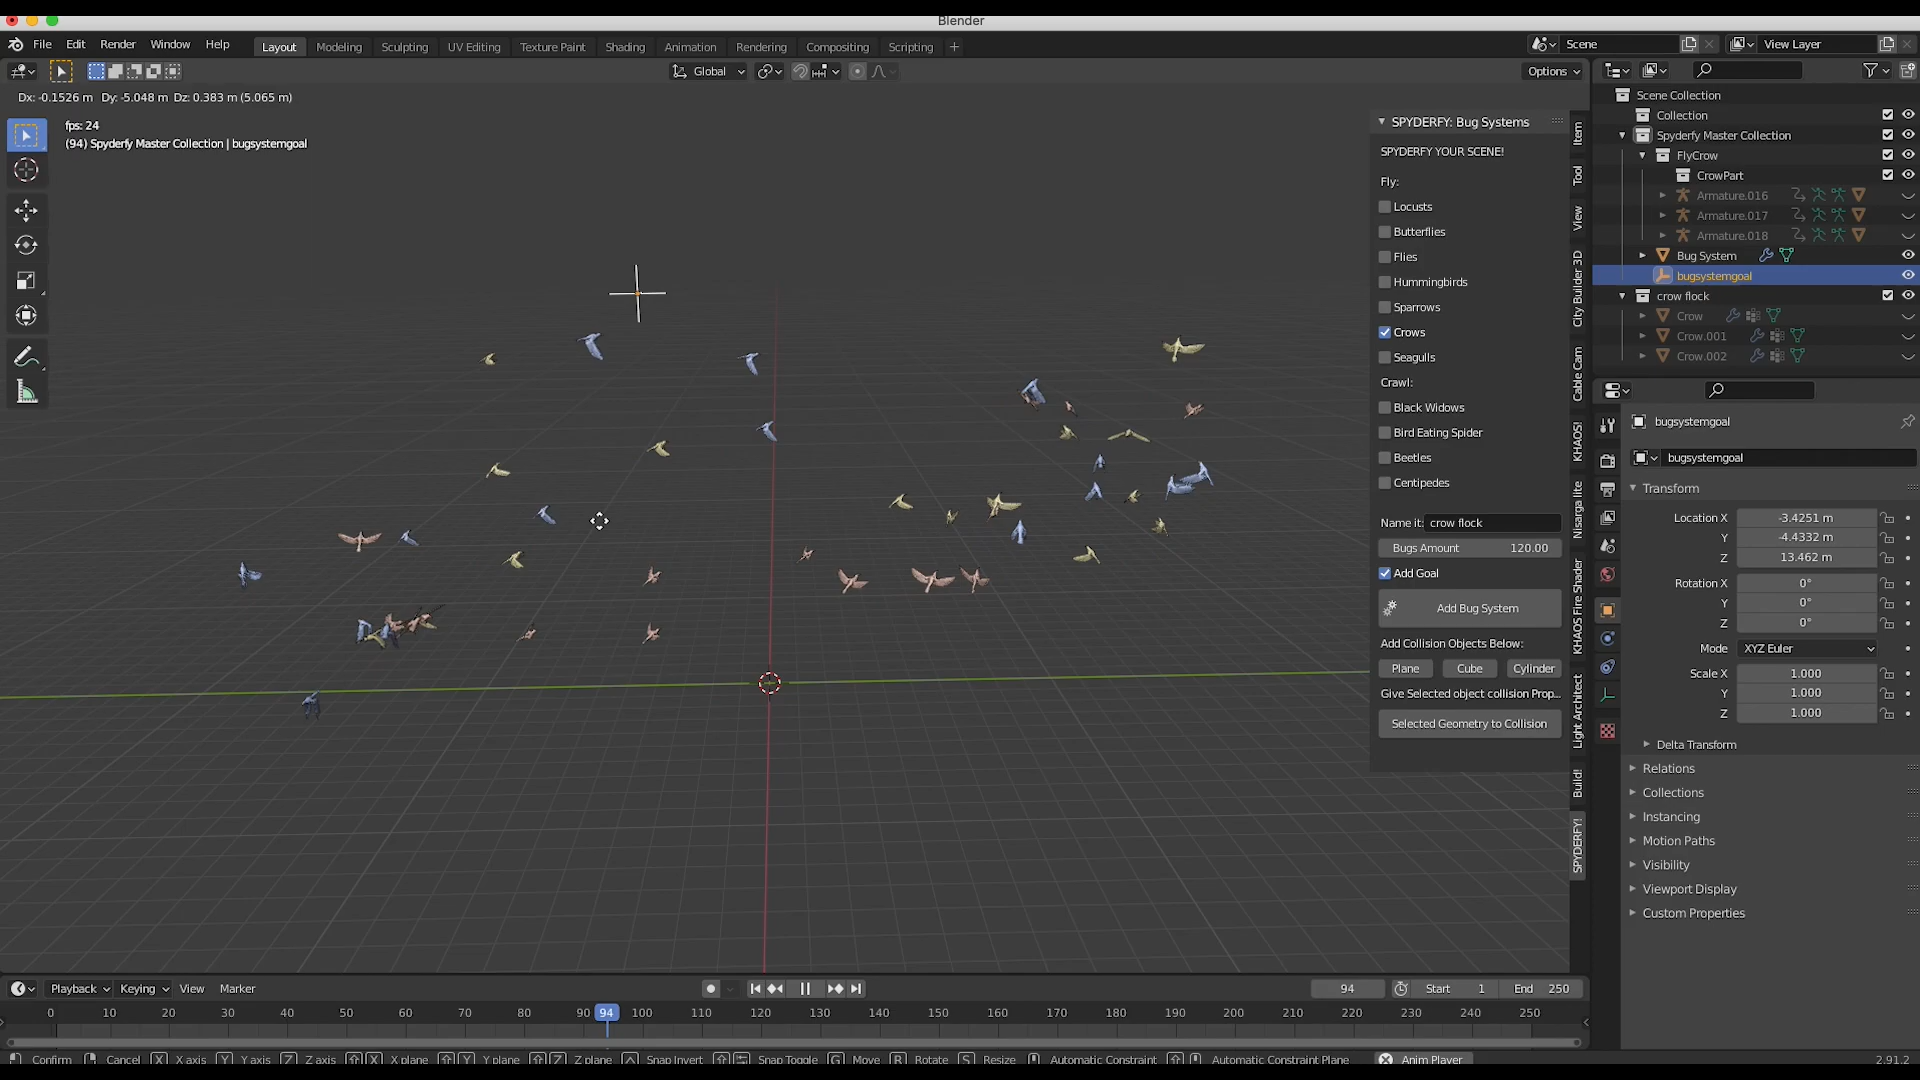 Blender
File Edit Render Window Help Layout Modeling Sculpting UV Editing Texture Paint Shading Animation Rendering Compositing Scripting + Scene View Layer
Global Options
Dx: -0.1526 m Dy: -5.048 m Dz: 0.383 m (5.065 m)
fps: 24
(94) Spyderfy Master Collection | bugsystemgoal
SPYDERFY: Bug Systems
SPYDERFY YOUR SCENE!
Fly:
Locusts
Butterflies
Flies
Hummingbirds
Sparrows
Crows
Seagulls
Crawl:
Black Widows
Bird Eating Spider
Beetles
Centipedes
Name it: crow flock
Bugs Amount 120.00
Add Goal
Add Bug System
Add Collision Objects Below:
Plane Cube Cylinder
Give Selected object collision Prop...
Selected Geometry to Collision
Item
Tool
View
City Builder 3D
Cable Cam
KHAOS!
Nisarga lite
KHAOS Fire Shader
Light Architect
Build!
SPYDERFY!
Scene Collection
Collection
Spyderfy Master Collection
FlyCrow
CrowPart
Armature.016
Armature.017
Armature.018
Bug System
bugsystemgoal
crow flock
Crow
Crow.001
Crow.002
bugsystemgoal
bugsystemgoal
Transform
Location X -3.4251 m
Y -4.4332 m
Z 13.462 m
Rotation X 0°
Y 0°
Z 0°
Mode XYZ Euler
Scale X 1.000
Y 1.000
Z 1.000
Delta Transform
Relations
Collections
Instancing
Motion Paths
Visibility
Viewport Display
Custom Properties
Playback Keying View Marker 94 Start 1 End 250
0 10 20 30 40 50 60 70 80 90 94 100 110 120 130 140 150 160 170 180 190 200 210 220 230 240 250
Confirm Cancel X X axis Y Y axis Z Z axis X X plane Y Y plane Z Z plane Snap Invert Snap Toggle G Move R Rotate S Resize Automatic Constraint Automatic Constraint Plane Anim Player 2.91.2